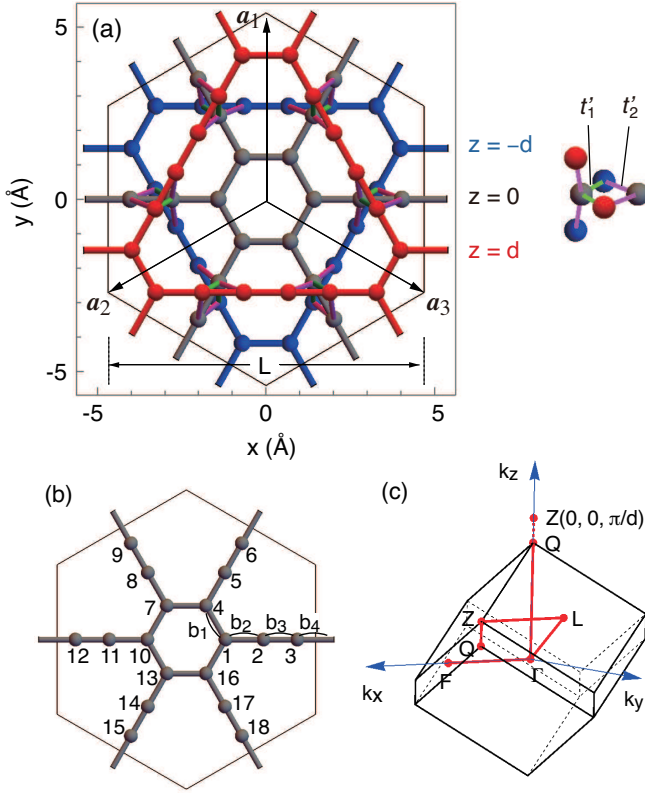 (a)
a1
5
0
-5
y (Å)
a2
a3
L
-5
0
5
x (Å)
t'1
t'2
z = -d
z = 0
z = d
(b)
9
6
8
5
7
4
b1
b2
b3
b4
12
11
10
1
2
3
13
16
14
17
15
18
(c)
kz
Z(0, 0, π/d)
Q
Z
L
Q
F
Γ
kx
ky